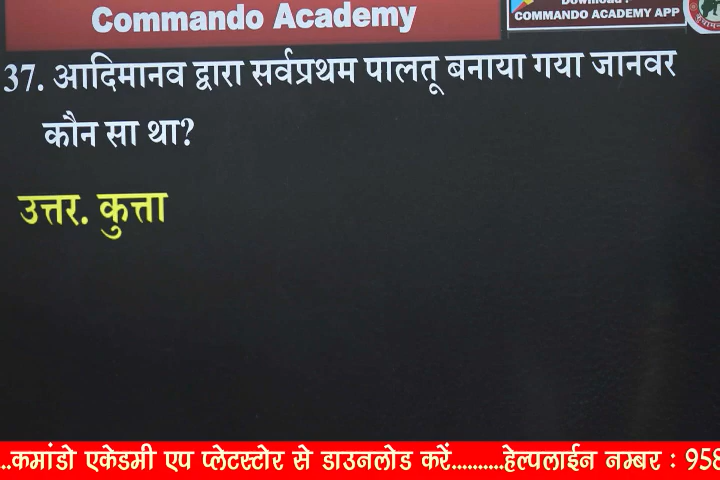 Commando Academy
COMMANDO ACADEMY APP
37. आदिमानव द्वारा सर्वप्रथम पालतू बनाया गया जानवर
कौन सा था?
उत्तर. कुत्ता
..कमांडो एकेडमी एप प्लेटस्टोर से डाउनलोड करें..........हेल्पलाईन नम्बर : 958